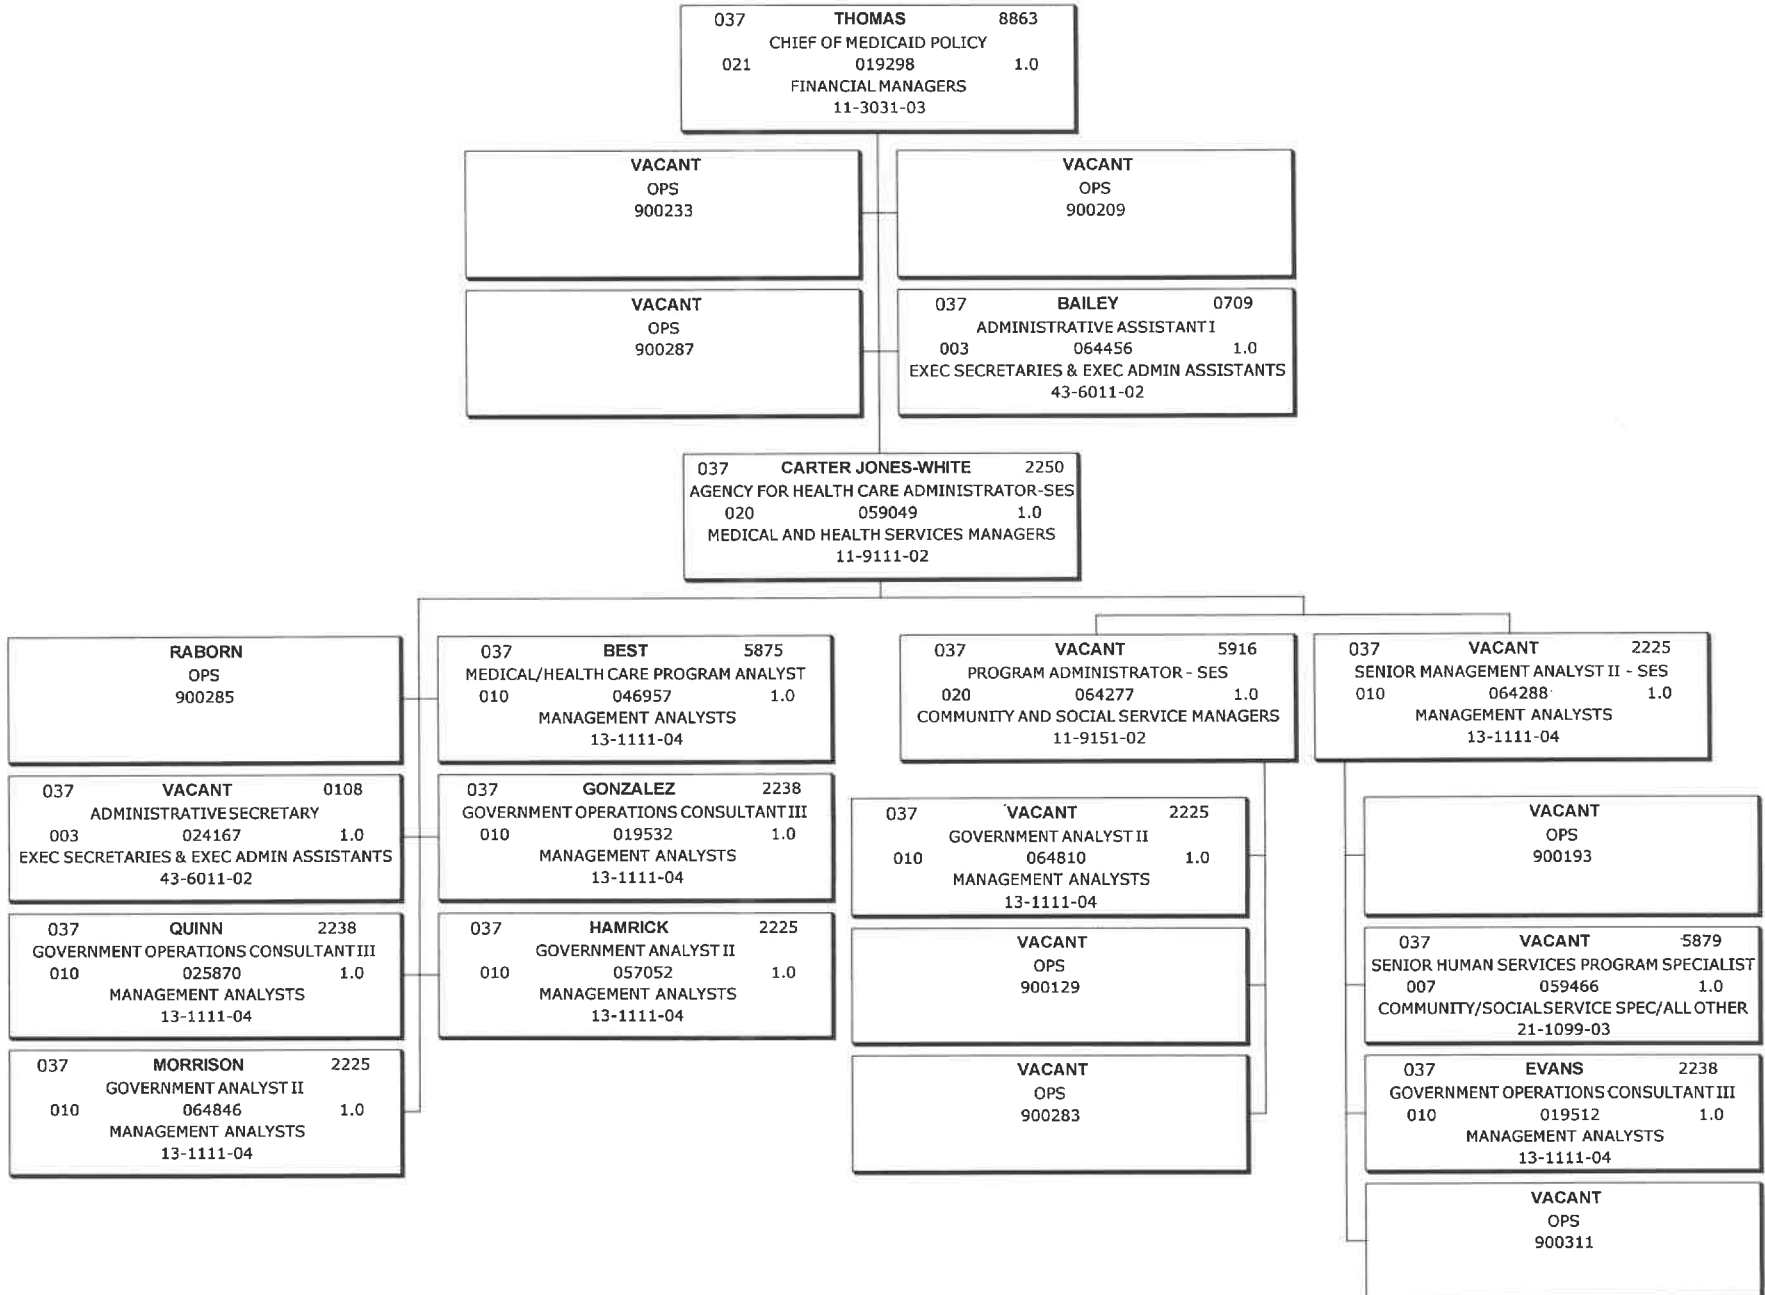 037 THOMAS 8863
CHIEF OF MEDICAID POLICY
021 019298 1.0
FINANCIAL MANAGERS
11-3031-03
VACANT
OPS
900233
VACANT
OPS
900209
VACANT
OPS
900287
037 BAILEY 0709
ADMINISTRATIVE ASSISTANT I
003 064456 1.0
EXEC SECRETARIES & EXEC ADMIN ASSISTANTS
43-6011-02
037 CARTER JONES-WHITE 2250
AGENCY FOR HEALTH CARE ADMINISTRATOR-SES
020 059049 1.0
MEDICAL AND HEALTH SERVICES MANAGERS
11-9111-02
RABORN
OPS
900285
037 BEST 5875
MEDICAL/HEALTH CARE PROGRAM ANALYST
010 046957 1.0
MANAGEMENT ANALYSTS
13-1111-04
037 VACANT 0108
ADMINISTRATIVE SECRETARY
003 024167 1.0
EXEC SECRETARIES & EXEC ADMIN ASSISTANTS
43-6011-02
037 GONZALEZ 2238
GOVERNMENT OPERATIONS CONSULTANT III
010 019532 1.0
MANAGEMENT ANALYSTS
13-1111-04
037 QUINN 2238
GOVERNMENT OPERATIONS CONSULTANT III
010 025870 1.0
MANAGEMENT ANALYSTS
13-1111-04
037 HAMRICK 2225
GOVERNMENT ANALYST II
010 057052 1.0
MANAGEMENT ANALYSTS
13-1111-04
037 MORRISON 2225
GOVERNMENT ANALYST II
010 064846 1.0
MANAGEMENT ANALYSTS
13-1111-04
037 VACANT 5916
PROGRAM ADMINISTRATOR - SES
020 064277 1.0
COMMUNITY AND SOCIAL SERVICE MANAGERS
11-9151-02
037 VACANT 2225
GOVERNMENT ANALYST II
010 064810 1.0
MANAGEMENT ANALYSTS
13-1111-04
VACANT
OPS
900129
VACANT
OPS
900283
037 VACANT 2225
SENIOR MANAGEMENT ANALYST II - SES
010 064288 1.0
MANAGEMENT ANALYSTS
13-1111-04
VACANT
OPS
900193
037 VACANT 5879
SENIOR HUMAN SERVICES PROGRAM SPECIALIST
007 059466 1.0
COMMUNITY/SOCIAL SERVICE SPEC/ALL OTHER
21-1099-03
037 EVANS 2238
GOVERNMENT OPERATIONS CONSULTANT III
010 019512 1.0
MANAGEMENT ANALYSTS
13-1111-04
VACANT
OPS
900311